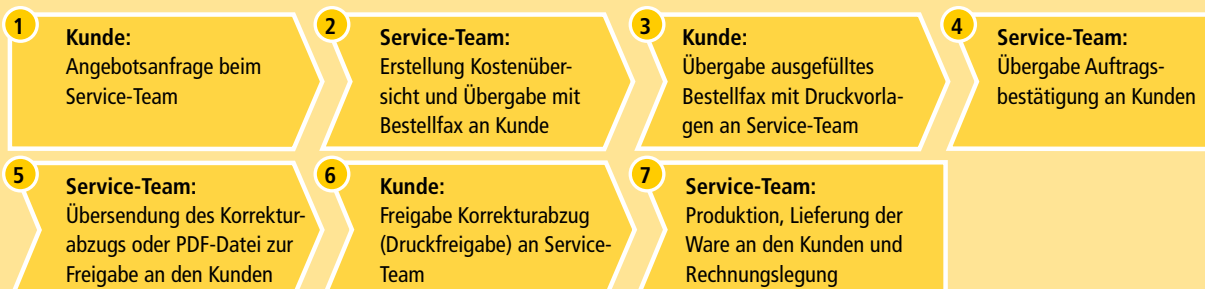 1
Kunde:
Angebotsanfrage beim
Service-Team
2
Service-Team:
Erstellung Kostenüber-
sicht und Übergabe mit
Bestellfax an Kunde
3
Kunde:
Übergabe ausgefülltes
Bestellfax mit Druckvorla-
gen an Service-Team
4
Service-Team:
Übergabe Auftrags-
bestätigung an Kunden
5
Service-Team:
Übersendung des Korrektur-
abzugs oder PDF-Datei zur
Freigabe an den Kunden
6
Kunde:
Freigabe Korrekturabzug
(Druckfreigabe) an Service-
Team
7
Service-Team:
Produktion, Lieferung der
Ware an den Kunden und
Rechnungslegung